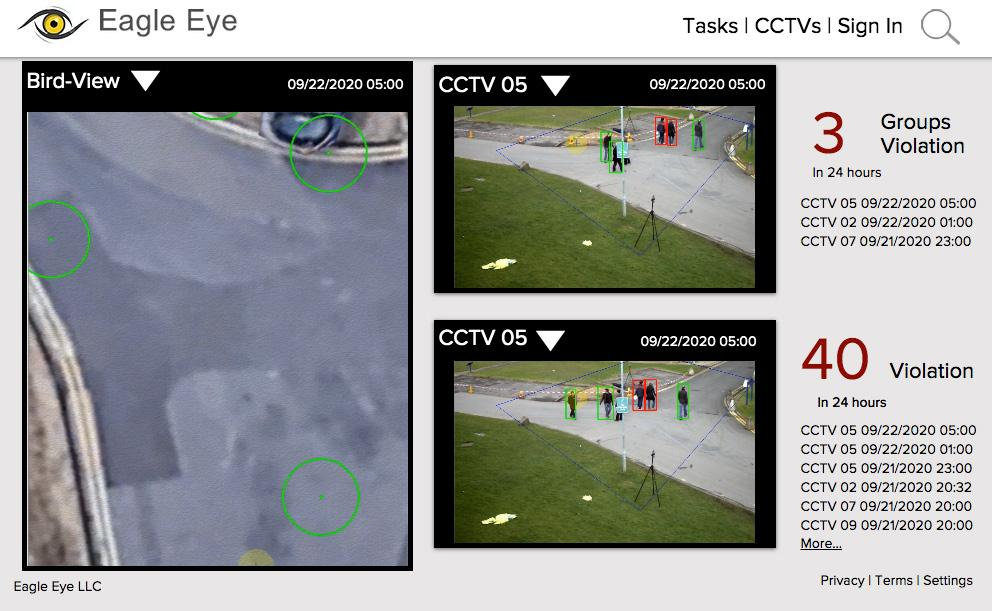 Eagle Eye
Tasks | CCTVs | Sign In
Bird-View
09/22/2020 05:00
CCTV 05
09/22/2020 05:00
3
Groups
Violation
In 24 hours
CCTV 05 09/22/2020 05:00
CCTV 02 09/22/2020 01:00
CCTV 07 09/21/2020 23:00
CCTV 05
09/22/2020 05:00
40
Violation
In 24 hours
CCTV 05 09/22/2020 05:00
CCTV 05 09/22/2020 01:00
CCTV 05 09/21/2020 23:00
CCTV 02 09/21/2020 20:32
CCTV 07 09/21/2020 20:00
CCTV 09 09/21/2020 20:00
More...
Eagle Eye LLC
Privacy | Terms | Settings